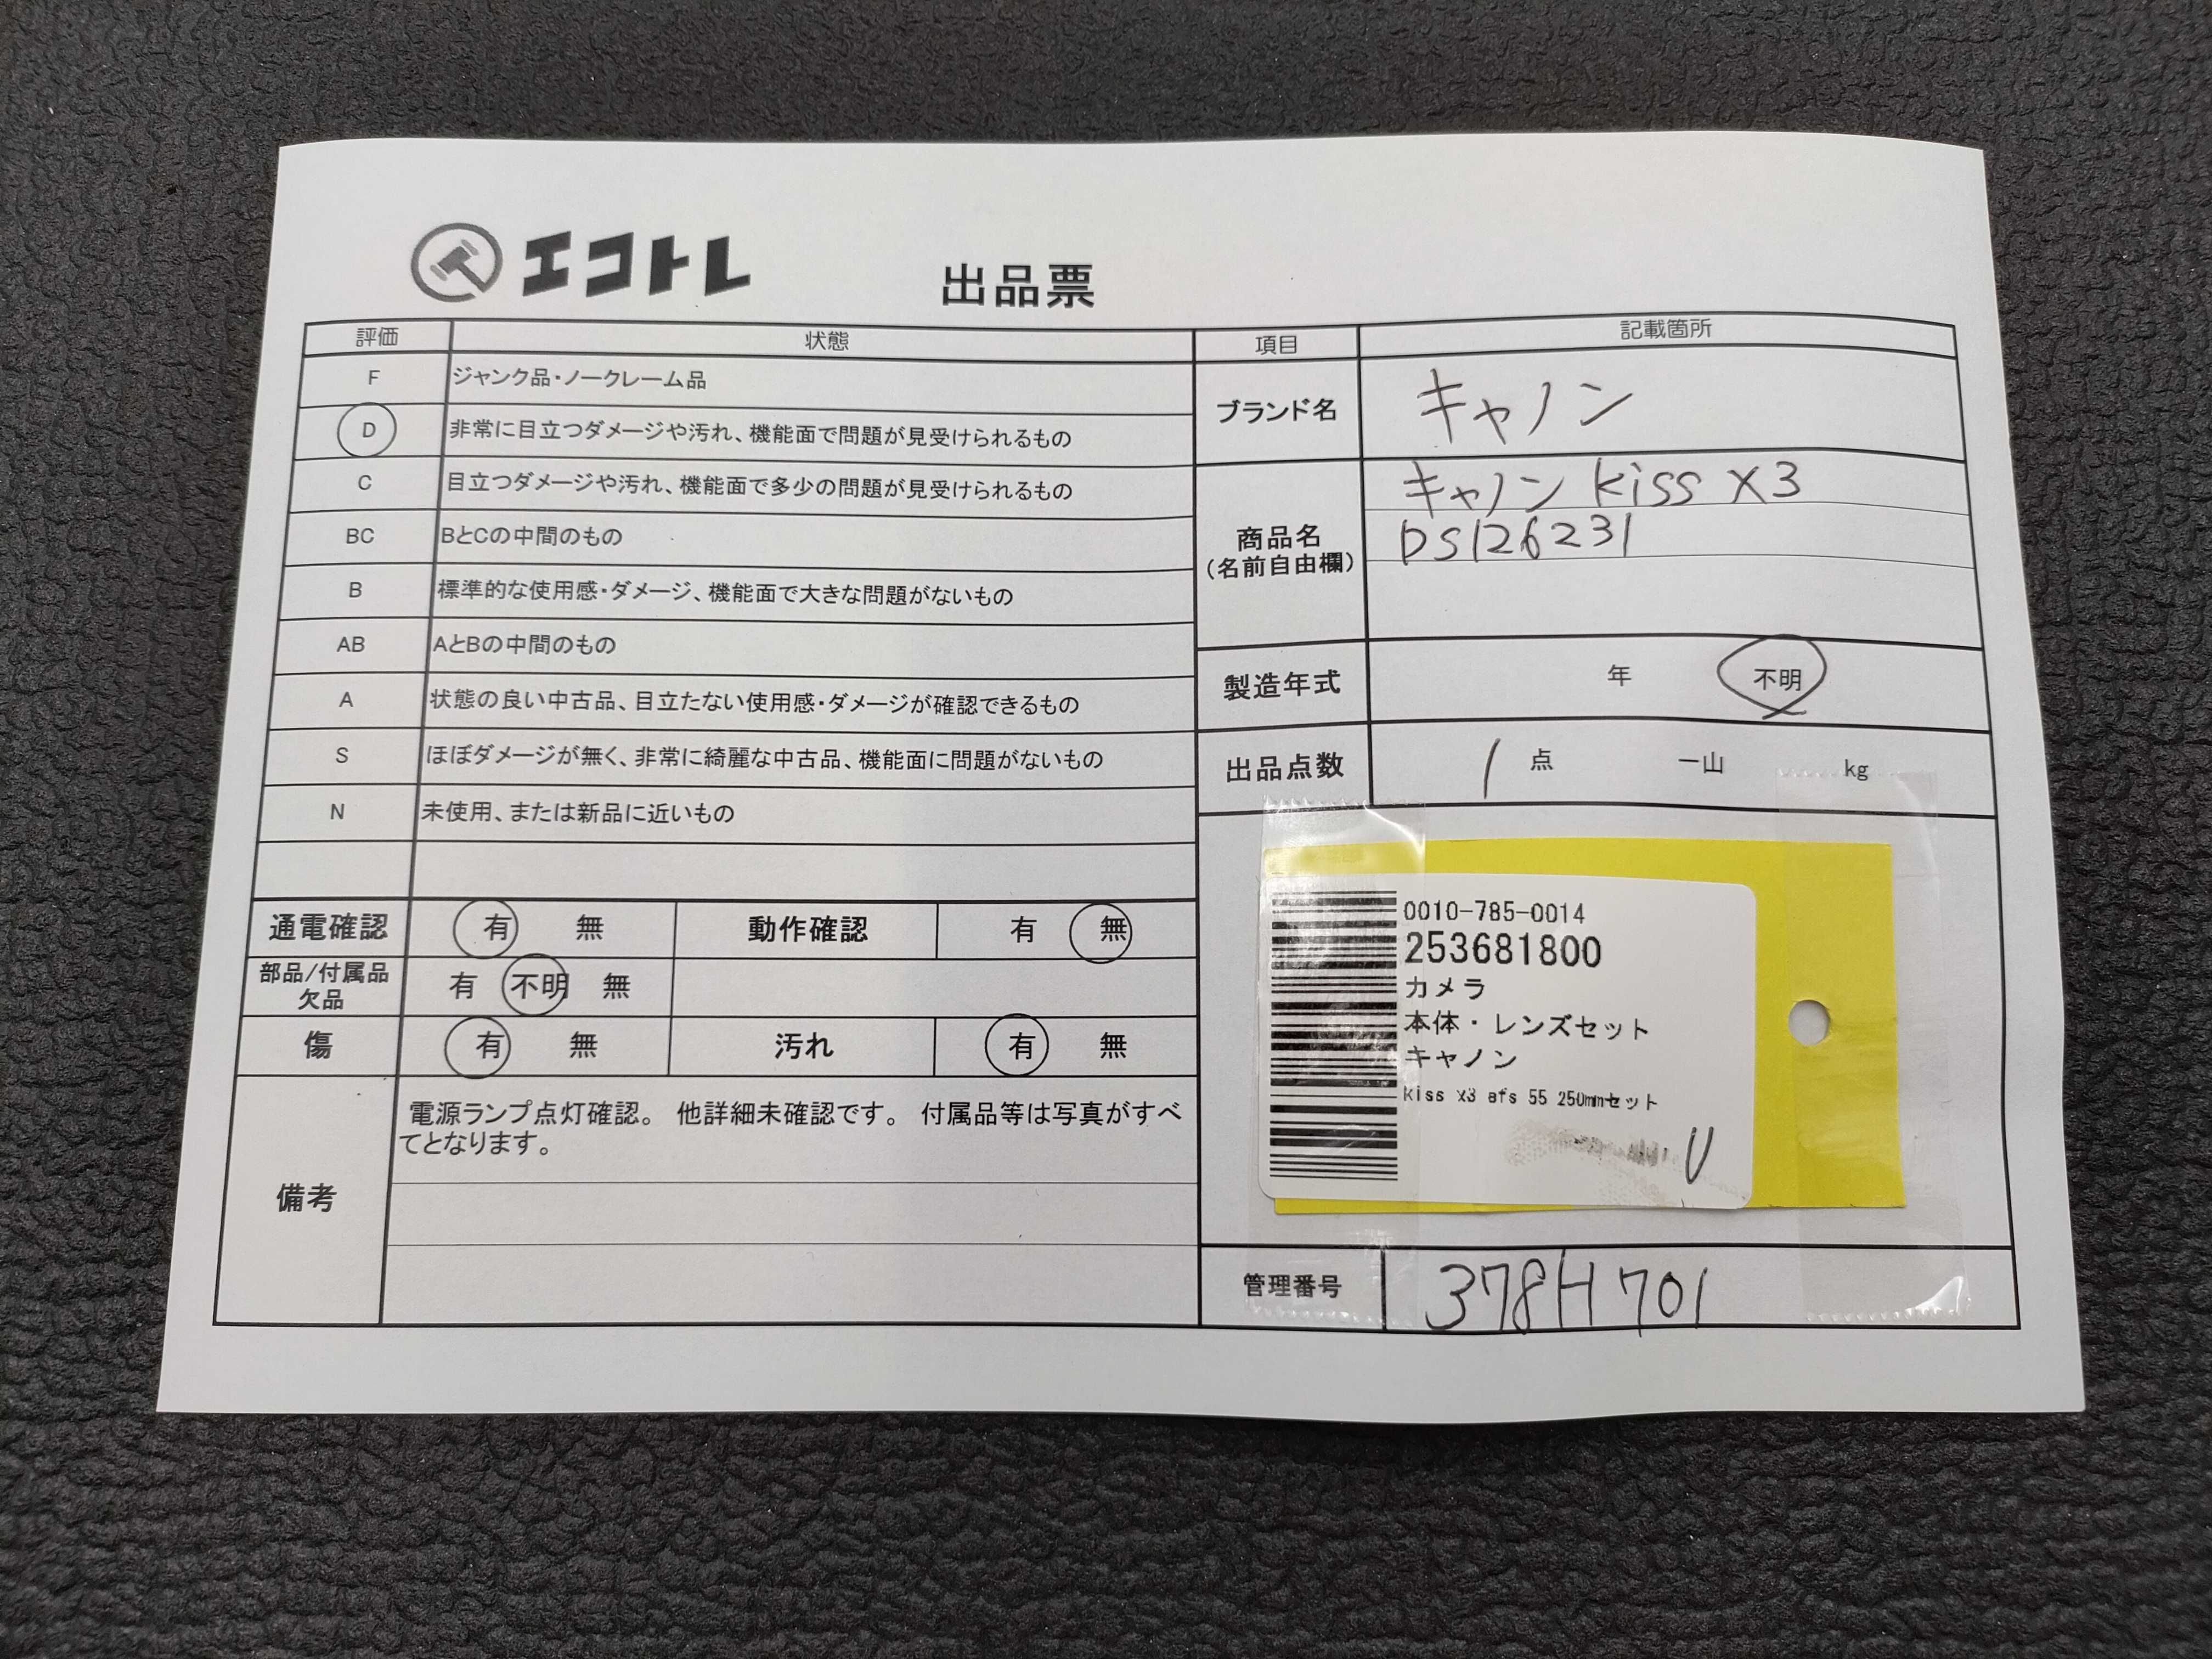 エコトレ
出品票
評価 状態
F ジャンク品・ノークレーム品
D 非常に目立つダメージや汚れ、機能面で問題が見受けられるもの
C 目立つダメージや汚れ、機能面で多少の問題が見受けられるもの
BC BとCの中間のもの
B 標準的な使用感・ダメージ、機能面で大きな問題がないもの
AB AとBの中間のもの
A 状態の良い中古品、目立たない使用感・ダメージが確認できるもの
S ほぼダメージが無く、非常に綺麗な中古品、機能面に問題がないもの
N 未使用、または新品に近いもの
通電確認 有 無 動作確認 有 無
部品/付属品
欠品 有 不明 無
傷 有 無 汚れ 有 無
備考
電源ランプ点灯確認。 他詳細未確認です。 付属品等は写真がすべ
てとなります。
項目 記載箇所
ブランド名 キャノン
商品名
(名前自由欄)
キャノン kiss X3
DS126231
製造年式 年 不明
出品点数 1 点 一山 kg
0010-785-0014
253681800
カメラ
本体・レンズセット
キャノン
kiss x3 efs 55 250mmセット
U
管理番号 378H701